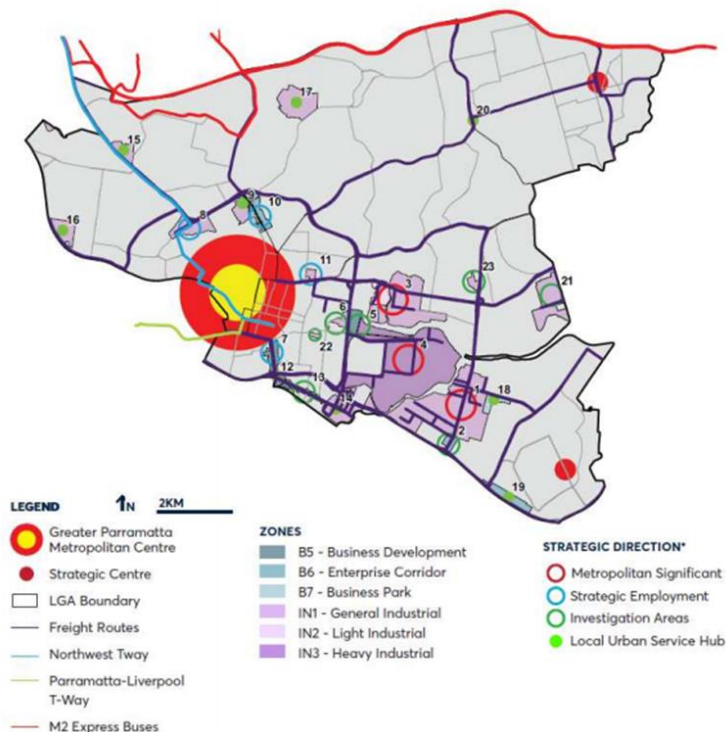 17
20
15
9
10
16
8
11
3
23
21
6
5
22
4
7
12
13
14
1
18
2
19
LEGEND
N
2KM
Greater Parramatta
Metropolitan Centre
Strategic Centre
LGA Boundary
Freight Routes
Northwest Tway
Parramatta-Liverpool
T-Way
M2 Express Buses
ZONES
B5 - Business Development
B6 - Enterprise Corridor
B7 - Business Park
IN1 - General Industrial
IN2 - Light Industrial
IN3 - Heavy Industrial
STRATEGIC DIRECTION*
Metropolitan Significant
Strategic Employment
Investigation Areas
Local Urban Service Hub